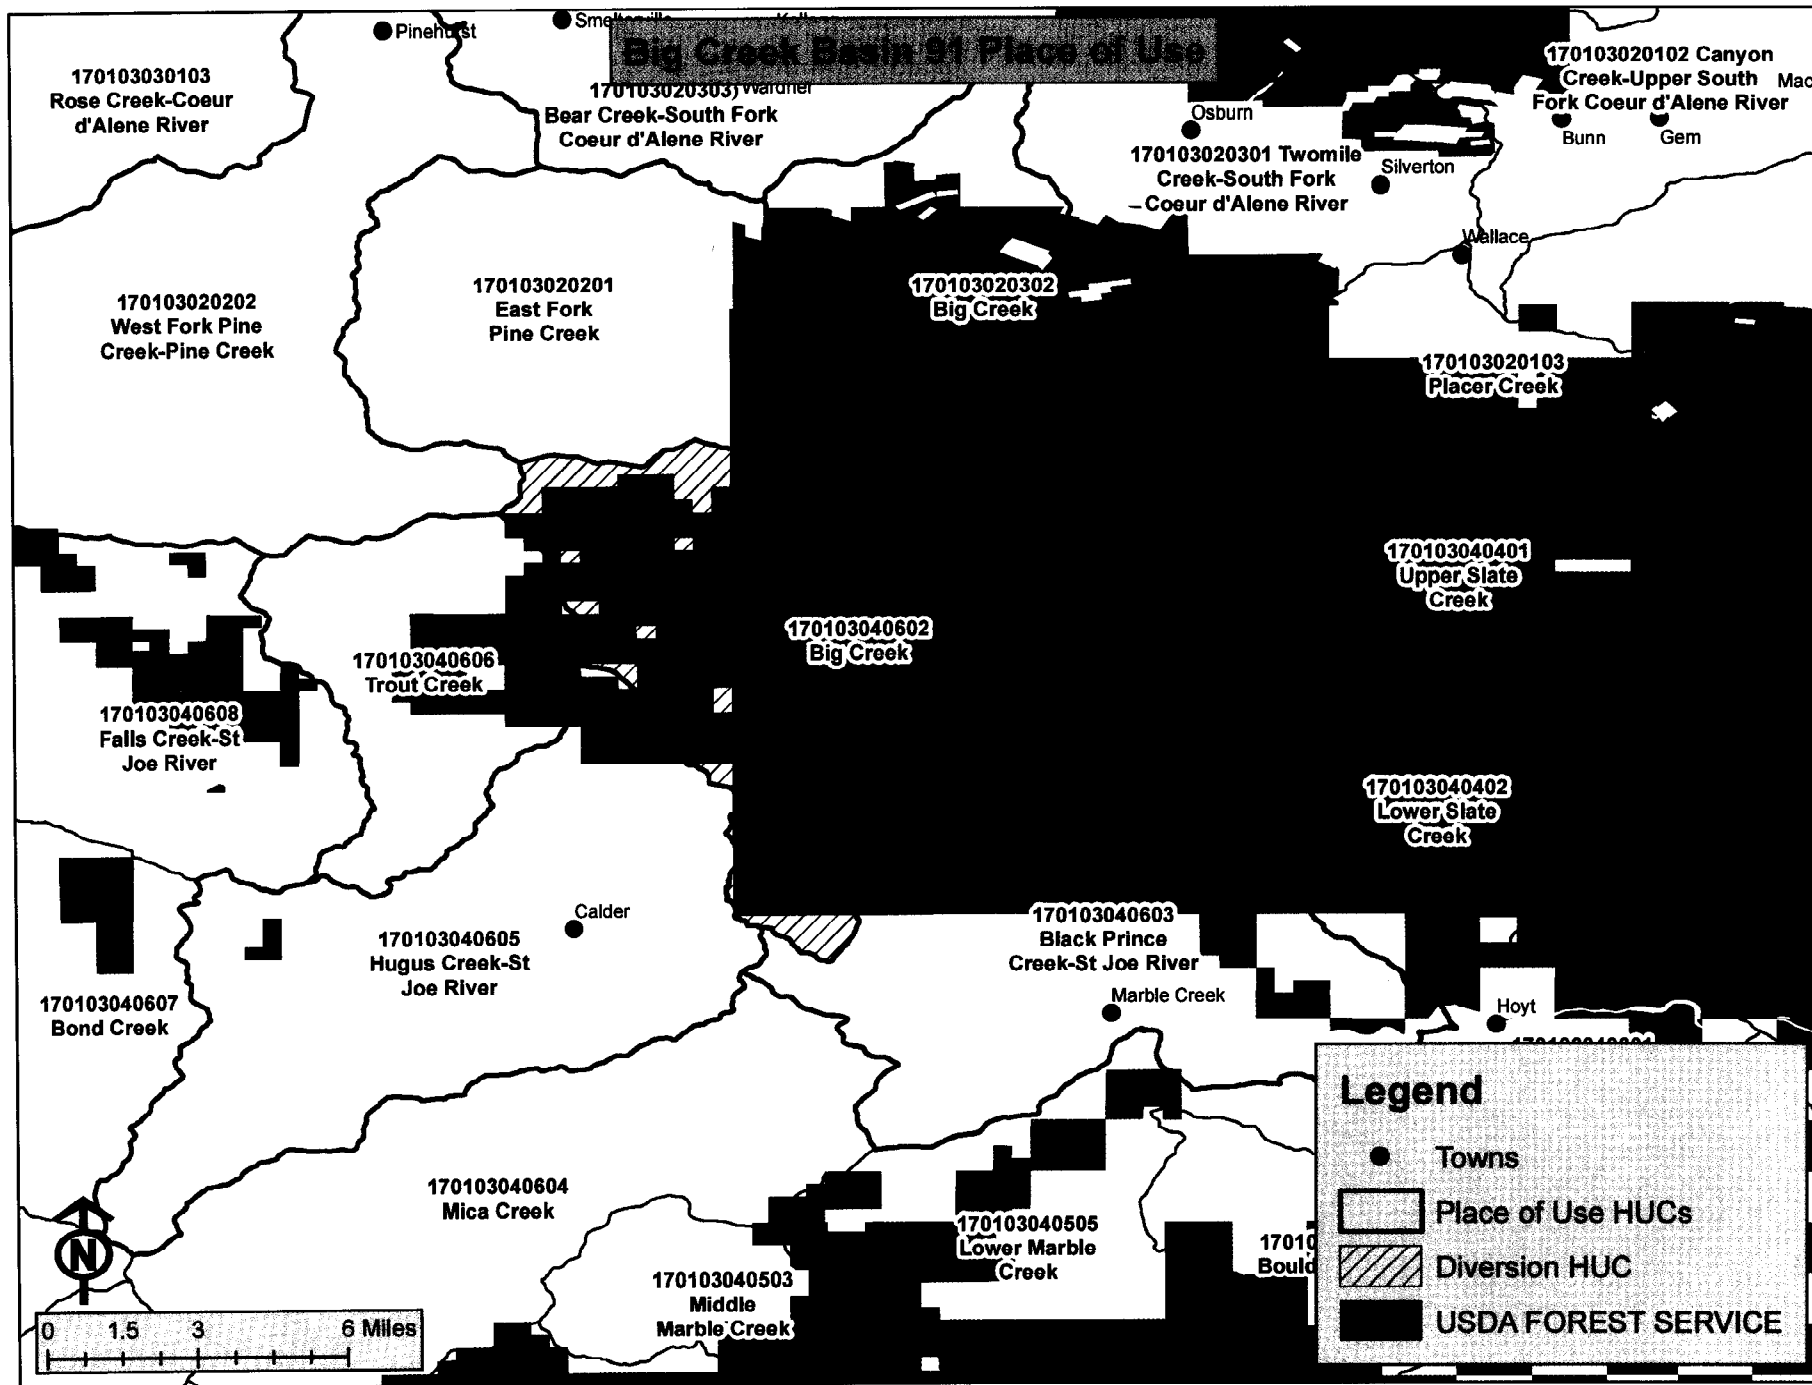 Pinehurst
Big Creek Basin 91 Place of Use
170103030103
Rose Creek-Coeur
d'Alene River
170103020303
Wardner
Bear Creek-South Fork
Coeur d'Alene River
Osburn
170103020102 Canyon
Creek-Upper South
Fork Coeur d'Alene River
Mac
Bunn
Gem
170103020301 Twomile
Creek-South Fork
Coeur d'Alene River
Silverton
Wallace
170103020202
West Fork Pine
Creek-Pine Creek
170103020201
East Fork
Pine Creek
170103020302
Big Creek
170103020103
Placer Creek
170103040401
Upper Slate
Creek
170103040602
Big Creek
170103040606
Trout Creek
170103040608
Falls Creek-St
Joe River
170103040402
Lower Slate
Creek
Calder
170103040605
Hugus Creek-St
Joe River
170103040603
Black Prince
Creek-St Joe River
Marble Creek
Hoyt
170103040607
Bond Creek
170103040604
Mica Creek
170103040505
Lower Marble
Creek
17010
Bould
170103040503
Middle
Marble Creek
N
0 1.5 3 6 Miles
Legend
Towns
Place of Use HUCs
Diversion HUC
USDA FOREST SERVICE